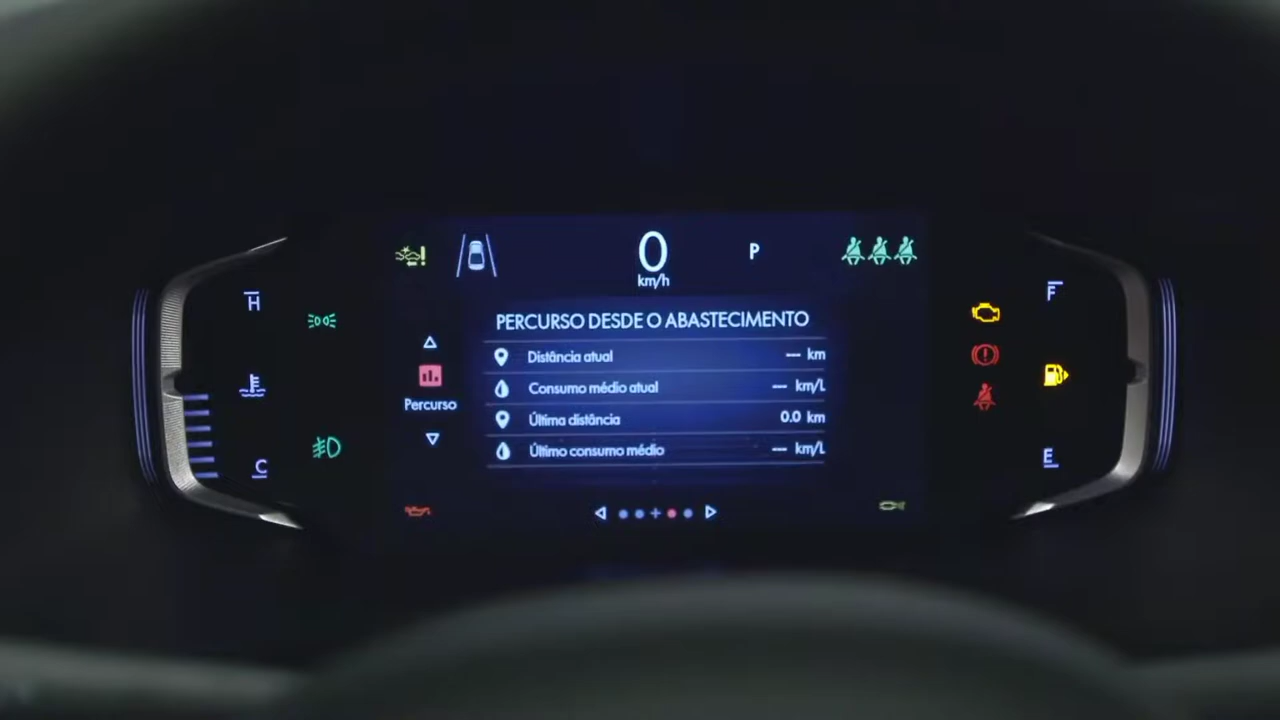 0
P
km/h
H
F
PERCURSO DESDE O ABASTECIMENTO
Distância atual --- km
Consumo médio atual --- km/L
Percurso
Última distância 0.0 km
Último consumo médio --- km/L
C
E